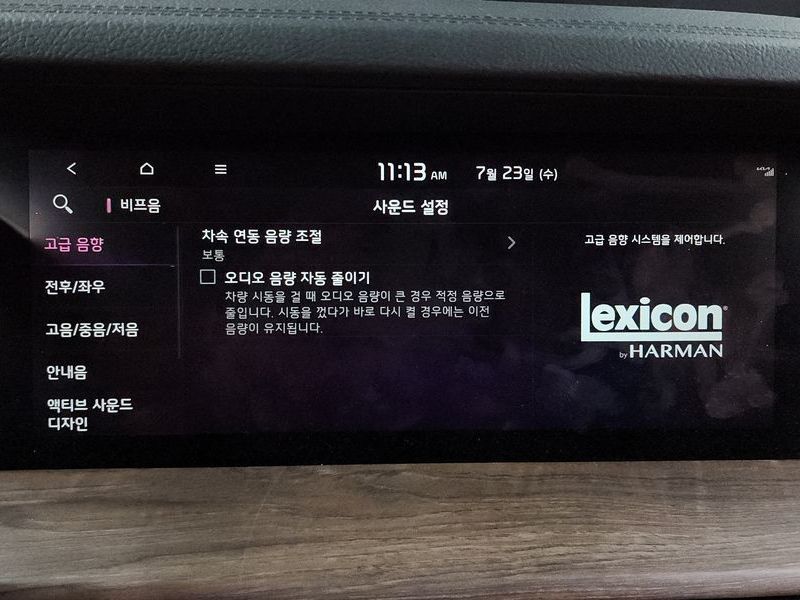 11:13 AM 7월 23일 (수)
비프음
사운드 설정
고급 음향
전후/좌우
고음/중음/저음
안내음
액티브 사운드
디자인
차속 연동 음량 조절
보통
오디오 음량 자동 줄이기
차량 시동을 걸 때 오디오 음량이 큰 경우 적정 음량으로
줄입니다. 시동을 껐다가 바로 다시 켤 경우에는 이전
음량이 유지됩니다.
고급 음향 시스템을 제어합니다.
Lexicon®
by HARMAN